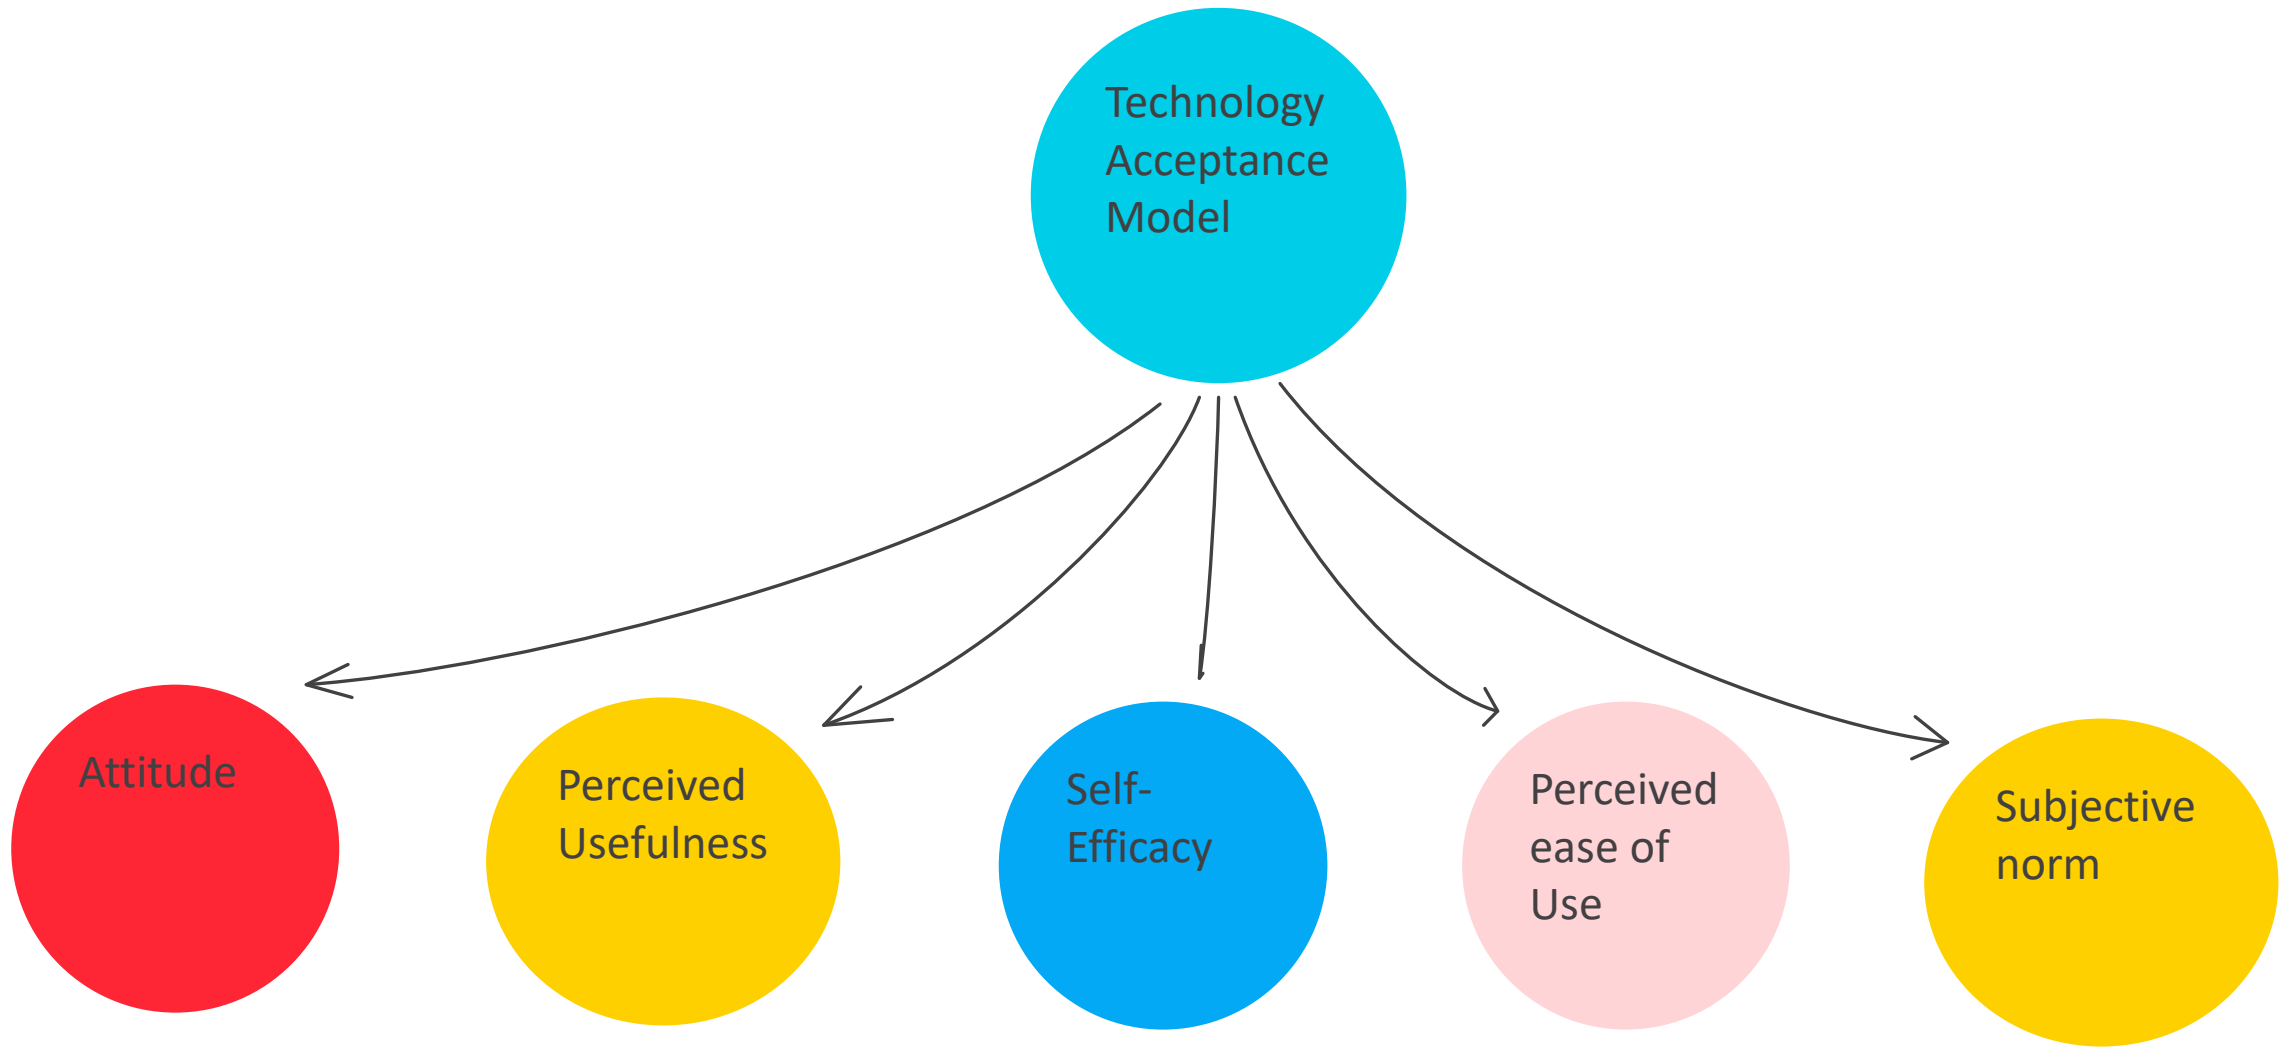 Technology
Acceptance
Model
Attitude
Perceived
Usefulness
Self-
Efficacy
Perceived
ease of
Use
Subjective
norm